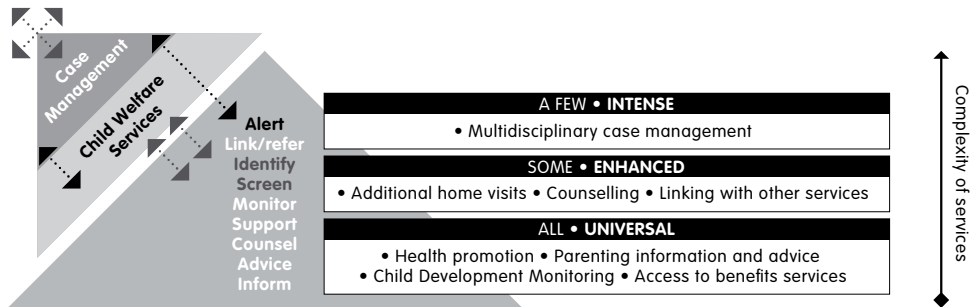 Case
Management
Child Welfare
Services
Alert
Link/refer
Identify
Screen
Monitor
Support
Counsel
Advice
Inform
A FEW • INTENSE
• Multidisciplinary case management
SOME • ENHANCED
• Additional home visits • Counselling • Linking with other services
ALL • UNIVERSAL
• Health promotion • Parenting information and advice
• Child Development Monitoring • Access to benefits services
Complexity of services